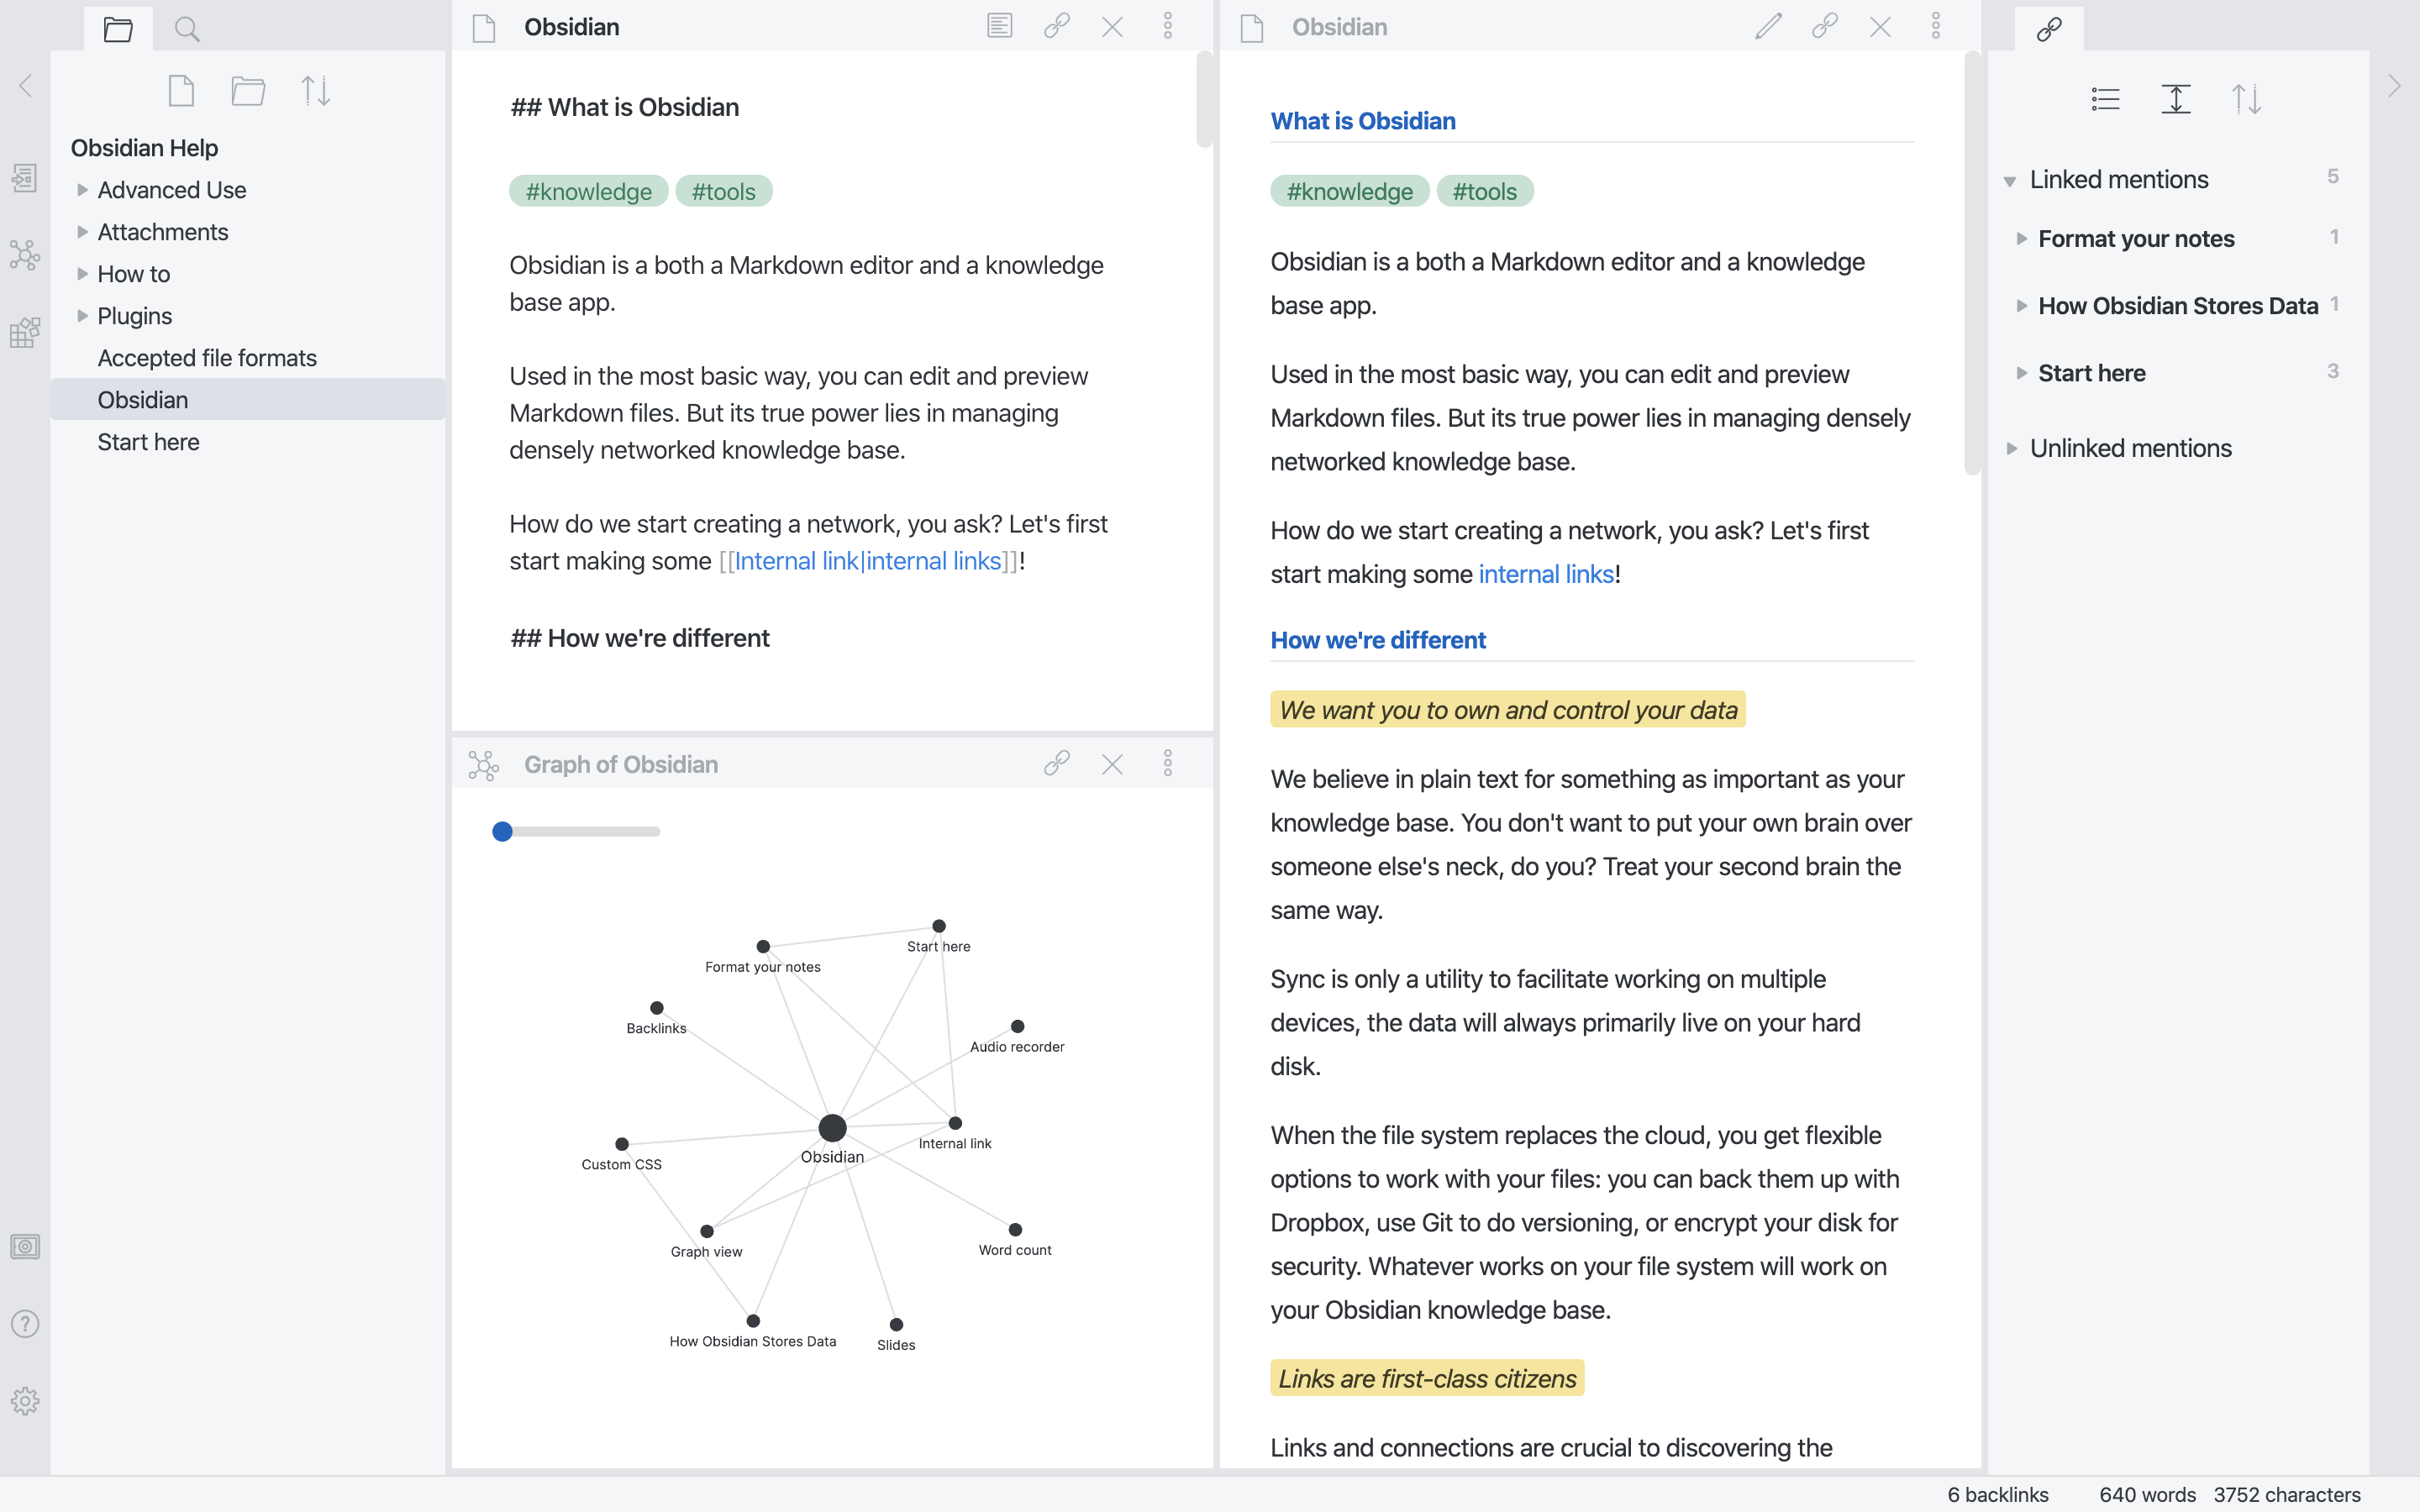 Obsidian Help
Advanced Use
Attachments
How to
Plugins
Accepted file formats
Obsidian
Start here
Obsidian
## What is Obsidian
#knowledge #tools
Obsidian is a both a Markdown editor and a knowledge
base app.
Used in the most basic way, you can edit and preview
Markdown files. But its true power lies in managing
densely networked knowledge base.
How do we start creating a network, you ask? Let's first
start making some [[Internal link|internal links]]!
## How we're different
Graph of Obsidian
Start here
Format your notes
Backlinks
Audio recorder
Internal link
Obsidian
Custom CSS
Graph view
Word count
How Obsidian Stores Data
Slides
Obsidian
What is Obsidian
#knowledge #tools
Obsidian is a both a Markdown editor and a knowledge
base app.
Used in the most basic way, you can edit and preview
Markdown files. But its true power lies in managing densely
networked knowledge base.
How do we start creating a network, you ask? Let's first
start making some internal links!
How we're different
We want you to own and control your data
We believe in plain text for something as important as your
knowledge base. You don't want to put your own brain over
someone else's neck, do you? Treat your second brain the
same way.
Sync is only a utility to facilitate working on multiple
devices, the data will always primarily live on your hard
disk.
When the file system replaces the cloud, you get flexible
options to work with your files: you can back them up with
Dropbox, use Git to do versioning, or encrypt your disk for
security. Whatever works on your file system will work on
your Obsidian knowledge base.
Links are first-class citizens
Links and connections are crucial to discovering the
Linked mentions 5
Format your notes 1
How Obsidian Stores Data 1
Start here 3
Unlinked mentions
6 backlinks 640 words 3752 characters